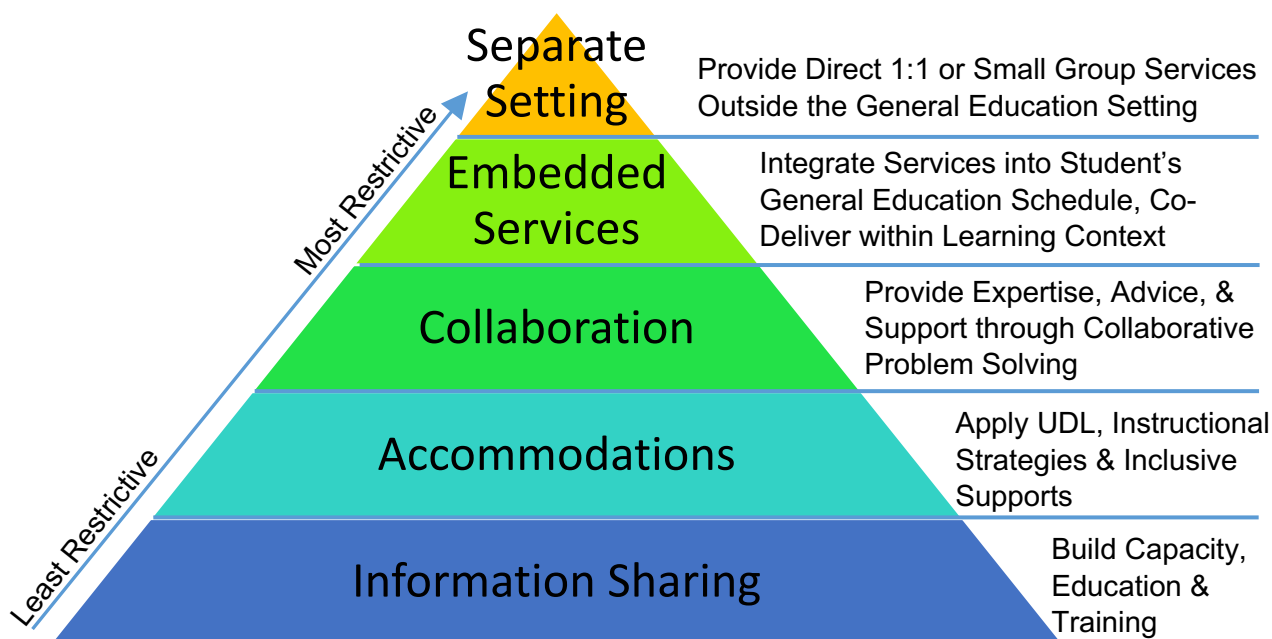 Separate
Setting
Provide Direct 1:1 or Small Group Services
Outside the General Education Setting
Most Restrictive
Embedded
Services
Integrate Services into Student’s
General Education Schedule, Co-
Deliver within Learning Context
Collaboration
Provide Expertise, Advice, &
Support through Collaborative
Problem Solving
Least Restrictive
Accommodations
Apply UDL, Instructional
Strategies & Inclusive
Supports
Information Sharing
Build Capacity,
Education &
Training